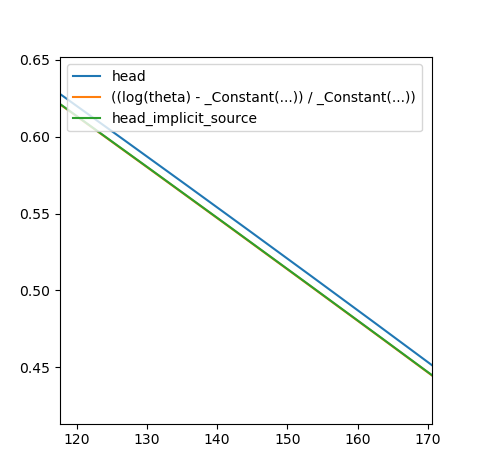 0.65
head
((log(theta) - _Constant(...)) / _Constant(...))
head_implicit_source
0.60
0.55
0.50
0.45
120 130 140 150 160 170